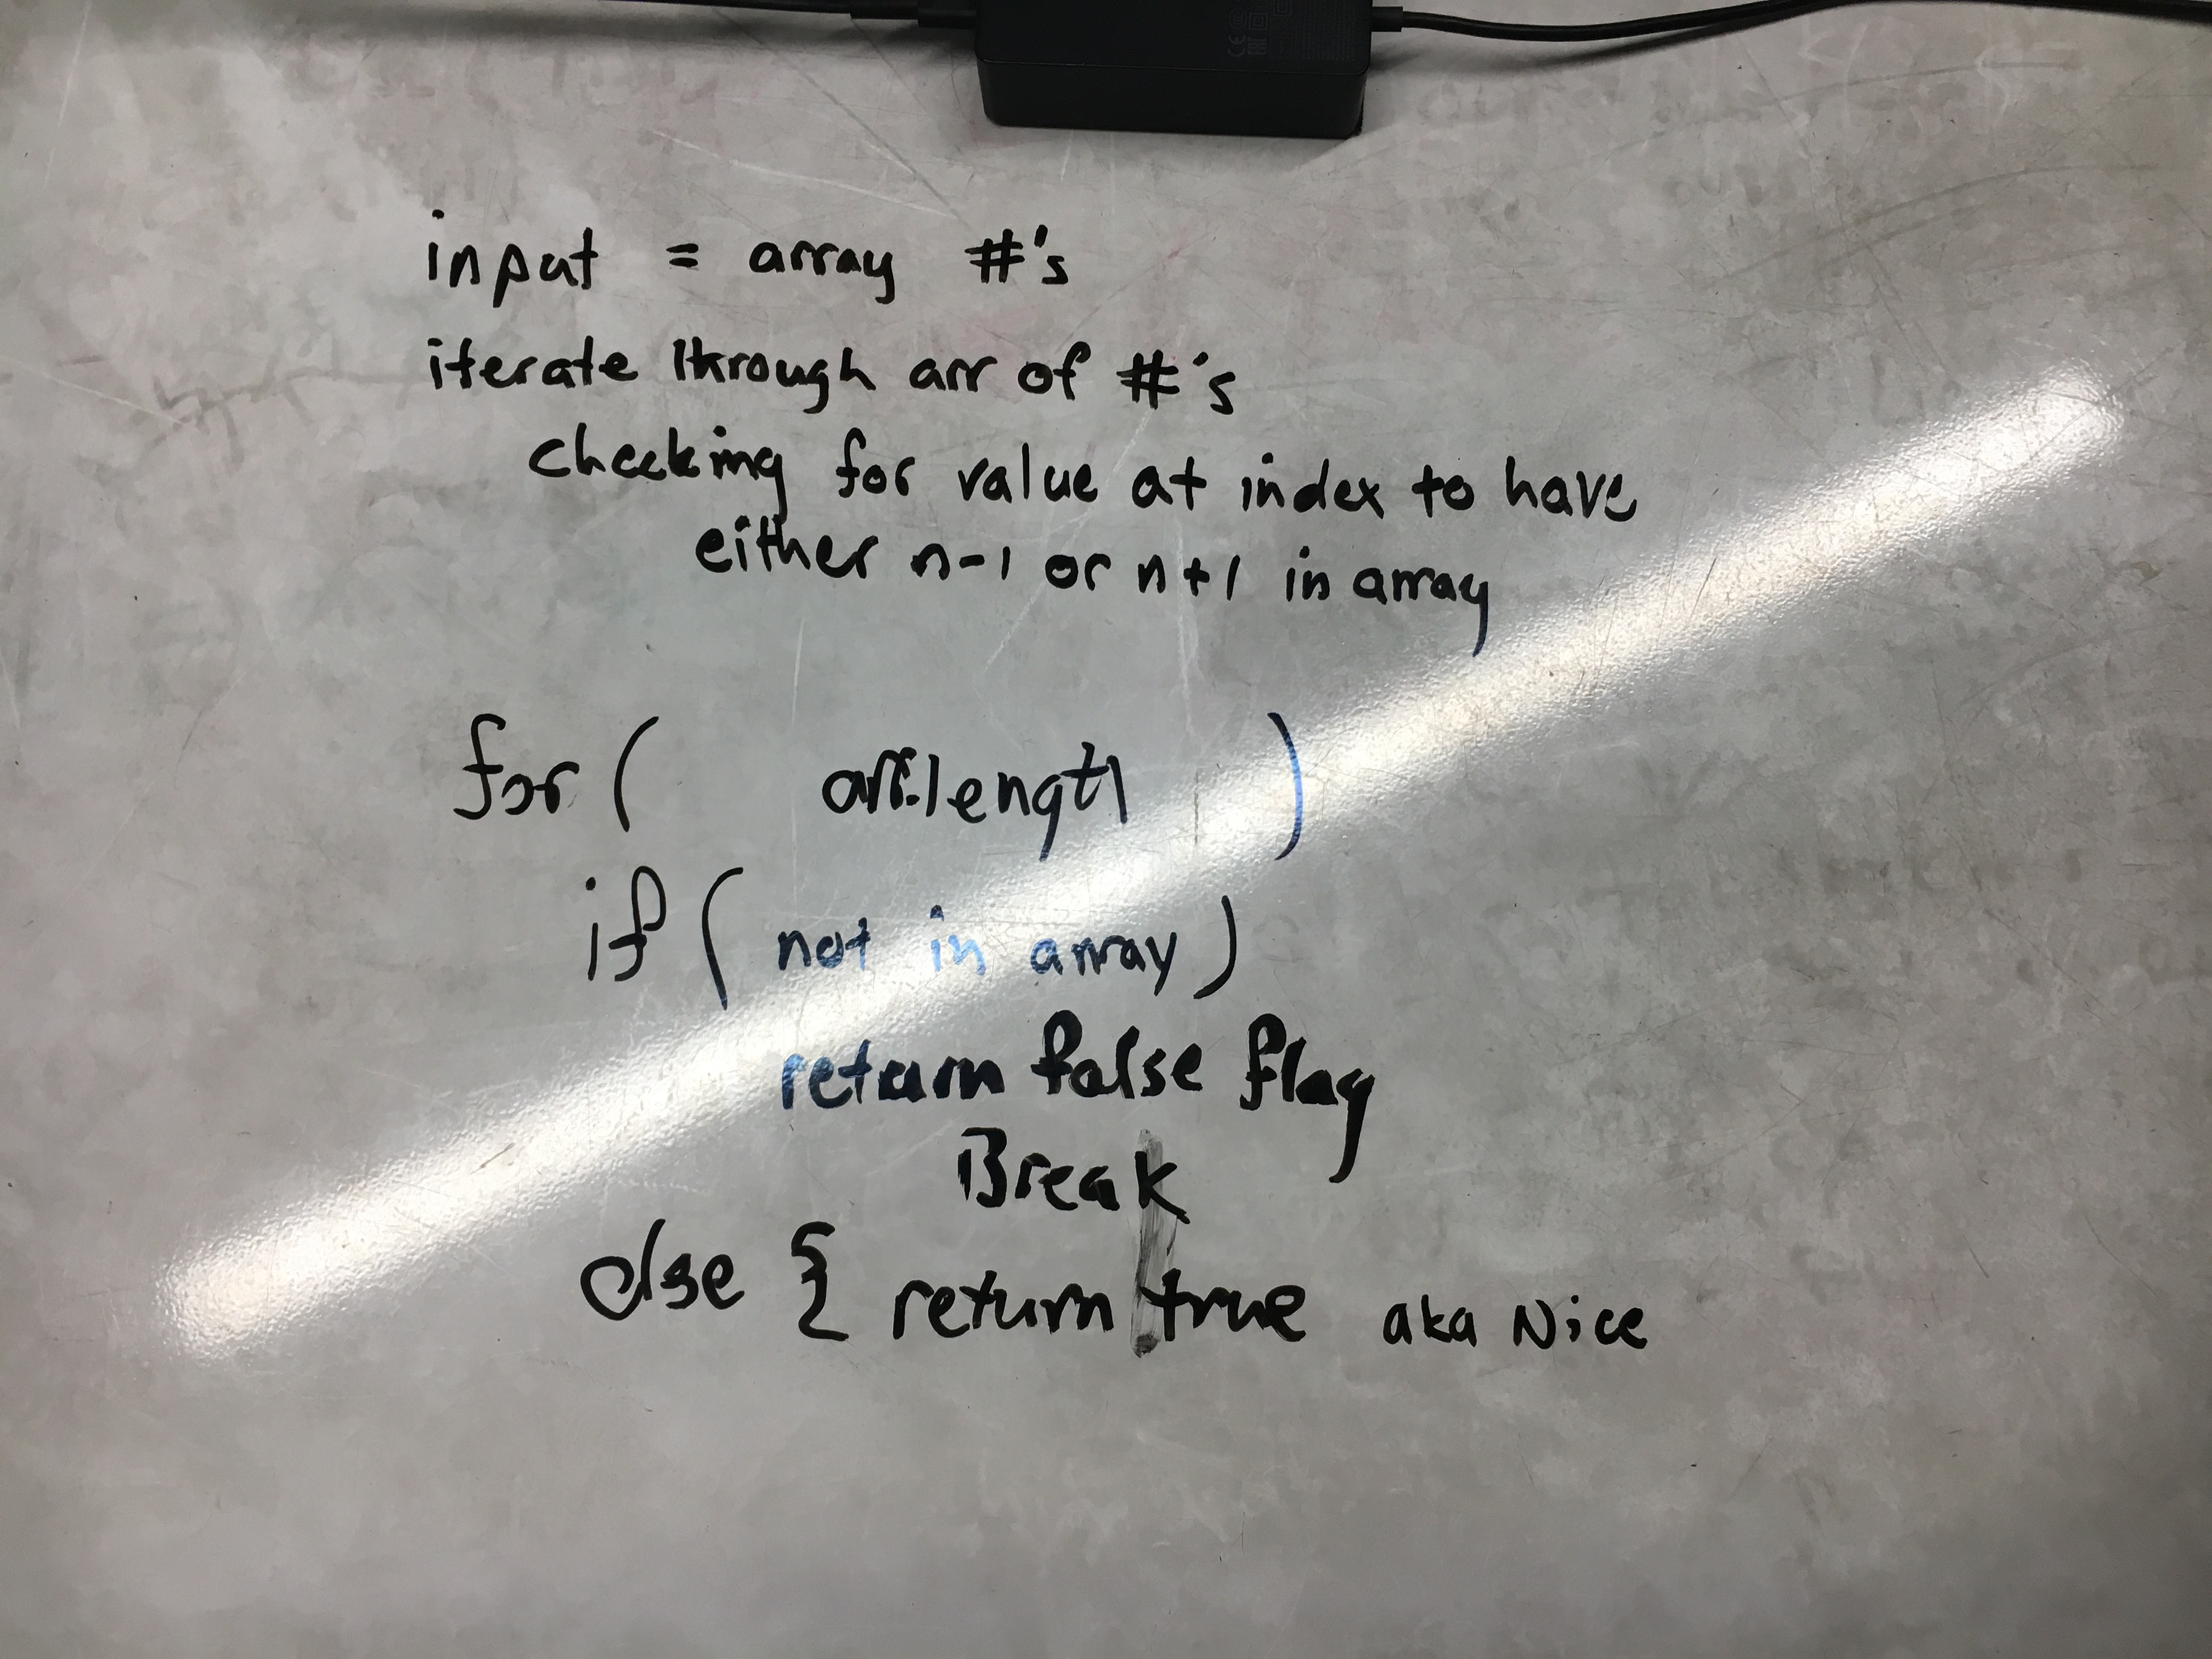 input = array #'s
iterate through arr of #'s
checking for value at index to have
either n-1 or n+1 in array
for ( arr.length )
if ( not in array )
return false flag
Break
else { return true aka Nice